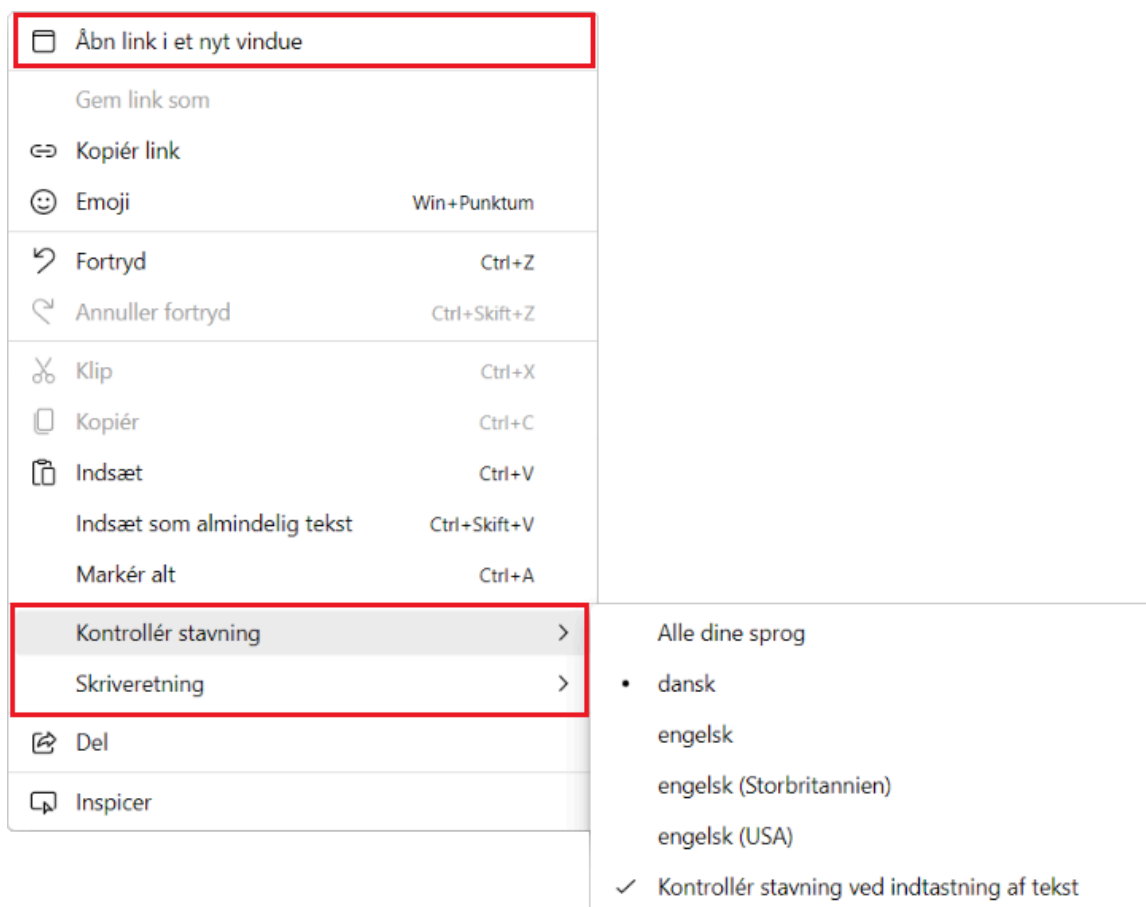 Åbn link i et nyt vindue
Gem link som
Kopiér link
Emoji Win+Punktum
Fortryd Ctrl+Z
Annuller fortryd Ctrl+Skift+Z
Klip Ctrl+X
Kopiér Ctrl+C
Indsæt Ctrl+V
Indsæt som almindelig tekst Ctrl+Skift+V
Markér alt Ctrl+A
Kontrollér stavning
Skriveretning
Del
Inspicer
Alle dine sprog
dansk
engelsk
engelsk (Storbritannien)
engelsk (USA)
Kontrollér stavning ved indtastning af tekst